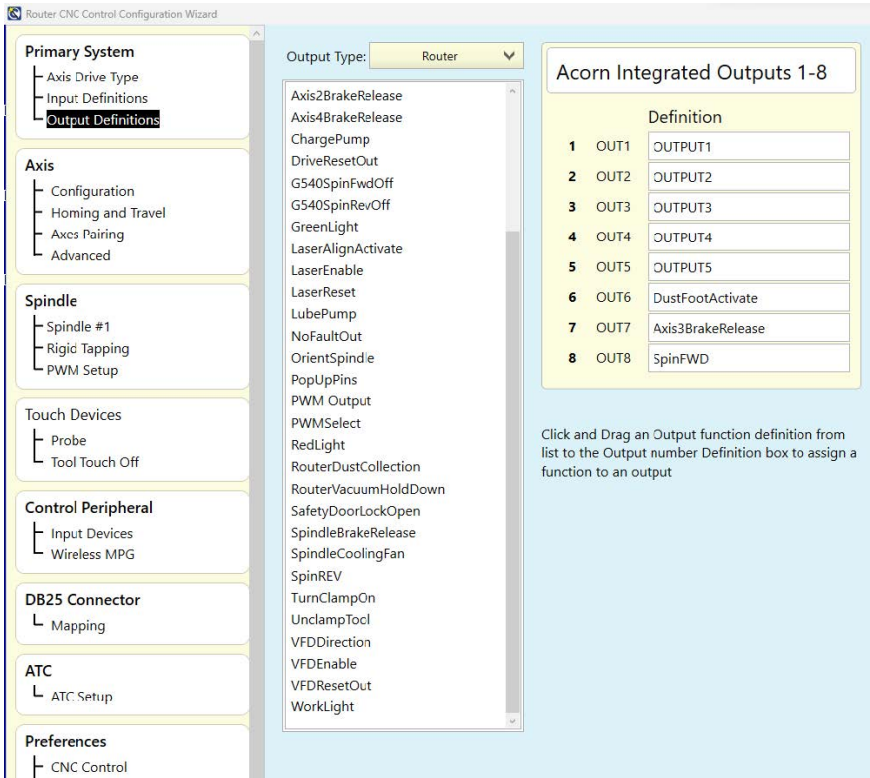 Router CNC Control Configuration Wizard
Primary System
Axis Drive Type
Input Definitions
Output Definitions
Axis
Configuration
Homing and Travel
Axes Pairing
Advanced
Spindle
Spindle #1
Rigid Tapping
PWM Setup
Touch Devices
Probe
Tool Touch Off
Control Peripheral
Input Devices
Wireless MPG
DB25 Connector
Mapping
ATC
ATC Setup
Preferences
CNC Control
Output Type: Router
Axis2BrakeRelease
Axis4BrakeRelease
ChargePump
DriveResetOut
G540SpinFwdOff
G540SpinRevOff
GreenLight
LaserAlignActivate
LaserEnable
LaserReset
LubePump
NoFaultOut
OrientSpindle
PopUpPins
PWM Output
PWMSelect
RedLight
RouterDustCollection
RouterVacuumHoldDown
SafetyDoorLockOpen
SpindleBrakeRelease
SpindleCoolingFan
SpinREV
TurnClampOn
UnclampTool
VFDDirection
VFDEnable
VFDResetOut
WorkLight
Acorn Integrated Outputs 1-8
Definition
1 OUT1 OUTPUT1
2 OUT2 OUTPUT2
3 OUT3 OUTPUT3
4 OUT4 OUTPUT4
5 OUT5 OUTPUT5
6 OUT6 DustFootActivate
7 OUT7 Axis3BrakeRelease
8 OUT8 SpinFWD
Click and Drag an Output function definition from
list to the Output number Definition box to assign a
function to an output